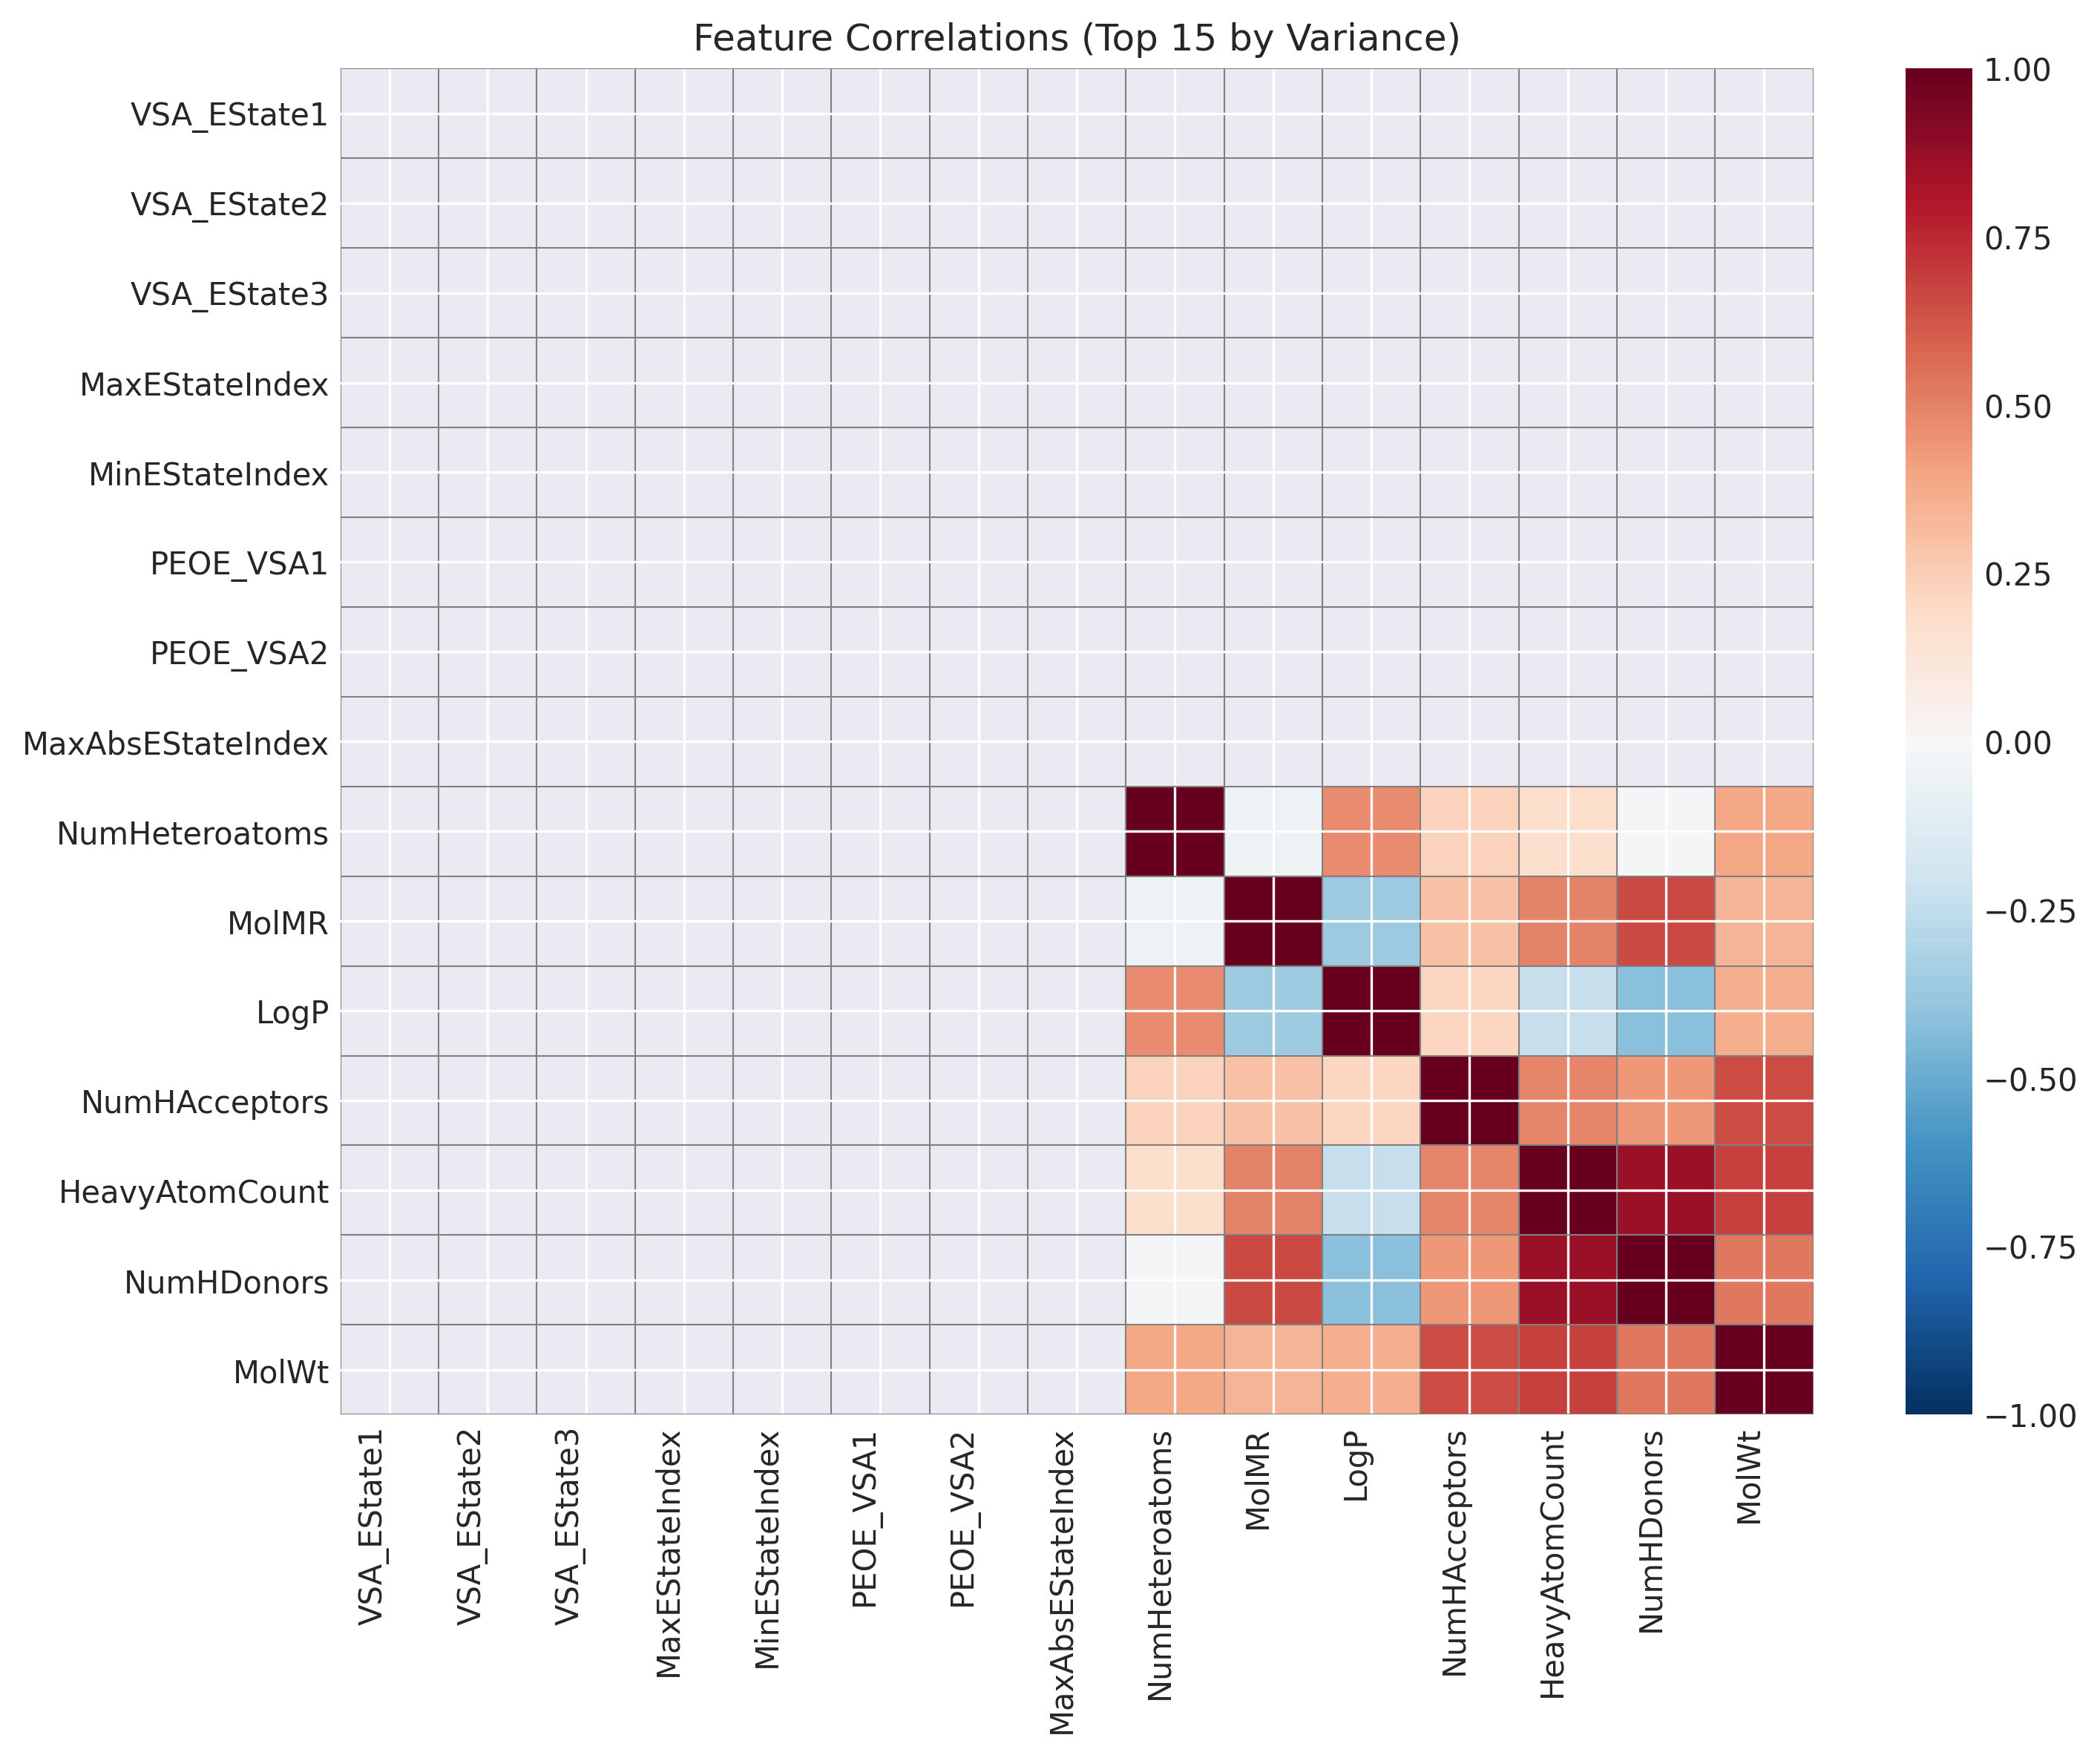 Feature Correlations (Top 15 by Variance)
VSA_EState1
VSA_EState2
VSA_EState3
MaxEStateIndex
MinEStateIndex
PEOE_VSA1
PEOE_VSA2
MaxAbsEStateIndex
NumHeteroatoms
MolMR
LogP
NumHAcceptors
HeavyAtomCount
NumHDonors
MolWt
VSA_EState1
VSA_EState2
VSA_EState3
MaxEStateIndex
MinEStateIndex
PEOE_VSA1
PEOE_VSA2
MaxAbsEStateIndex
NumHeteroatoms
MolMR
LogP
NumHAcceptors
HeavyAtomCount
NumHDonors
MolWt
1.00
0.75
0.50
0.25
0.00
−0.25
−0.50
−0.75
−1.00